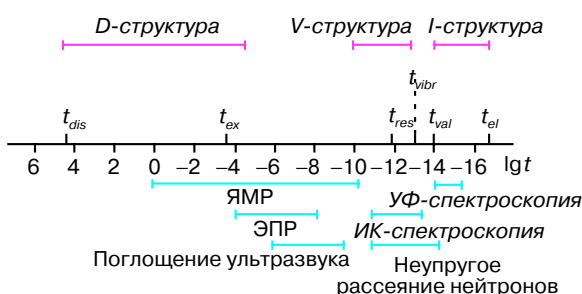 D-структура V-структура I-структура
t_vibr
t_dis t_ex t_res t_val t_el
6 4 2 0 −2 −4 −6 −8 −10 −12 −14 −16 lgt
ЯМР УФ-спектроскопия
ЭПР ИК-спектроскопия
Поглощение ультразвука Неупругое
рассеяние нейтронов